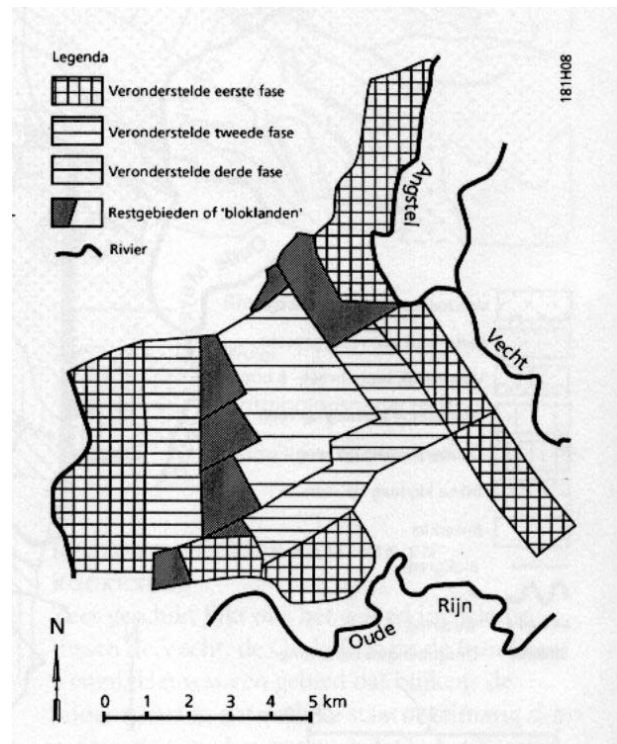 Legenda
Veronderstelde eerste fase
Veronderstelde tweede fase
Veronderstelde derde fase
Restgebieden of 'bloklanden'
Rivier
181H08
Angstel
Vecht
Rijn
Oude
N
0 1 2 3 4 5 km